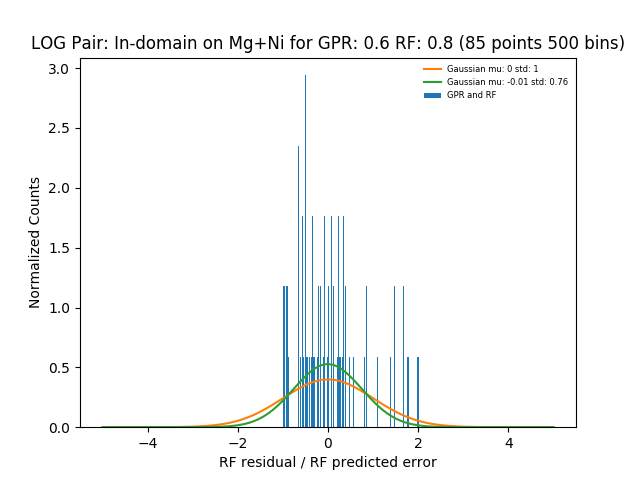 LOG Pair: In-domain on Mg+Ni for GPR: 0.6 RF: 0.8 (85 points 500 bins)
Gaussian mu: 0 std: 1
Gaussian mu: -0.01 std: 0.76
GPR and RF
Normalized Counts
3.0
2.5
2.0
1.5
1.0
0.5
0.0
−4
−2
0
2
4
RF residual / RF predicted error